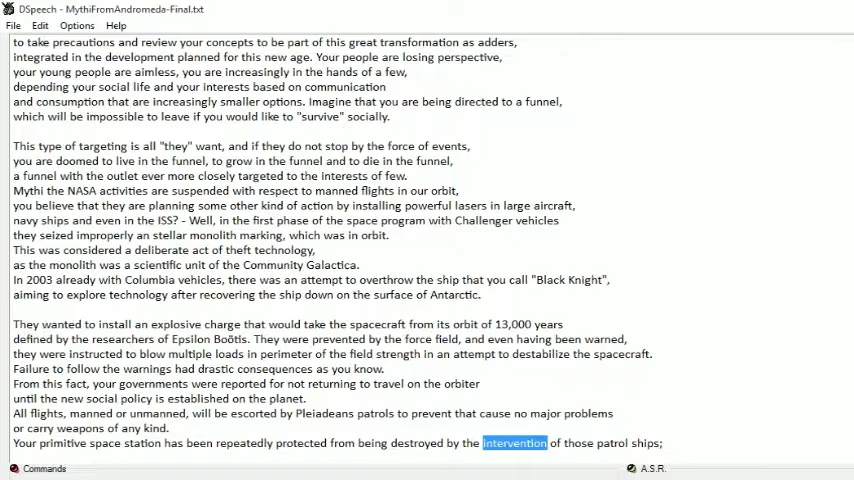 DSpeech - MythiFromAndromeda-Final.txt
File Edit Options Help
to take precautions and review your concepts to be part of this great transformation as adders,
integrated in the development planned for this new age. Your people are losing perspective,
your young people are aimless, you are increasingly in the hands of a few,
depending your social life and your interests based on communication
and consumption that are increasingly smaller options. Imagine that you are being directed to a funnel,
which will be impossible to leave if you would like to "survive" socially.
This type of targeting is all "they" want, and if they do not stop by the force of events,
you are doomed to live in the funnel, to grow in the funnel and to die in the funnel,
a funnel with the outlet ever more closely targeted to the interests of few.
Mythi the NASA activities are suspended with respect to manned flights in our orbit,
you believe that they are planning some other kind of action by installing powerful lasers in large aircraft,
navy ships and even in the ISS? - Well, in the first phase of the space program with Challenger vehicles
they seized improperly an stellar monolith marking, which was in orbit.
This was considered a deliberate act of theft technology,
as the monolith was a scientific unit of the Community Galactica.
In 2003 already with Columbia vehicles, there was an attempt to overthrow the ship that you call "Black Knight",
aiming to explore technology after recovering the ship down on the surface of Antarctic.
They wanted to install an explosive charge that would take the spacecraft from its orbit of 13,000 years
defined by the researchers of Epsilon Boötis. They were prevented by the force field, and even having been warned,
they were instructed to blow multiple loads in perimeter of the field strength in an attempt to destabilize the spacecraft.
Failure to follow the warnings had drastic consequences as you know.
From this fact, your governments were reported for not returning to travel on the orbiter
until the new social policy is established on the planet.
All flights, manned or unmanned, will be escorted by Pleiadeans patrols to prevent that cause no major problems
or carry weapons of any kind.
Your primitive space station has been repeatedly protected from being destroyed by the intervention of those patrol ships;
Commands A.S.R.